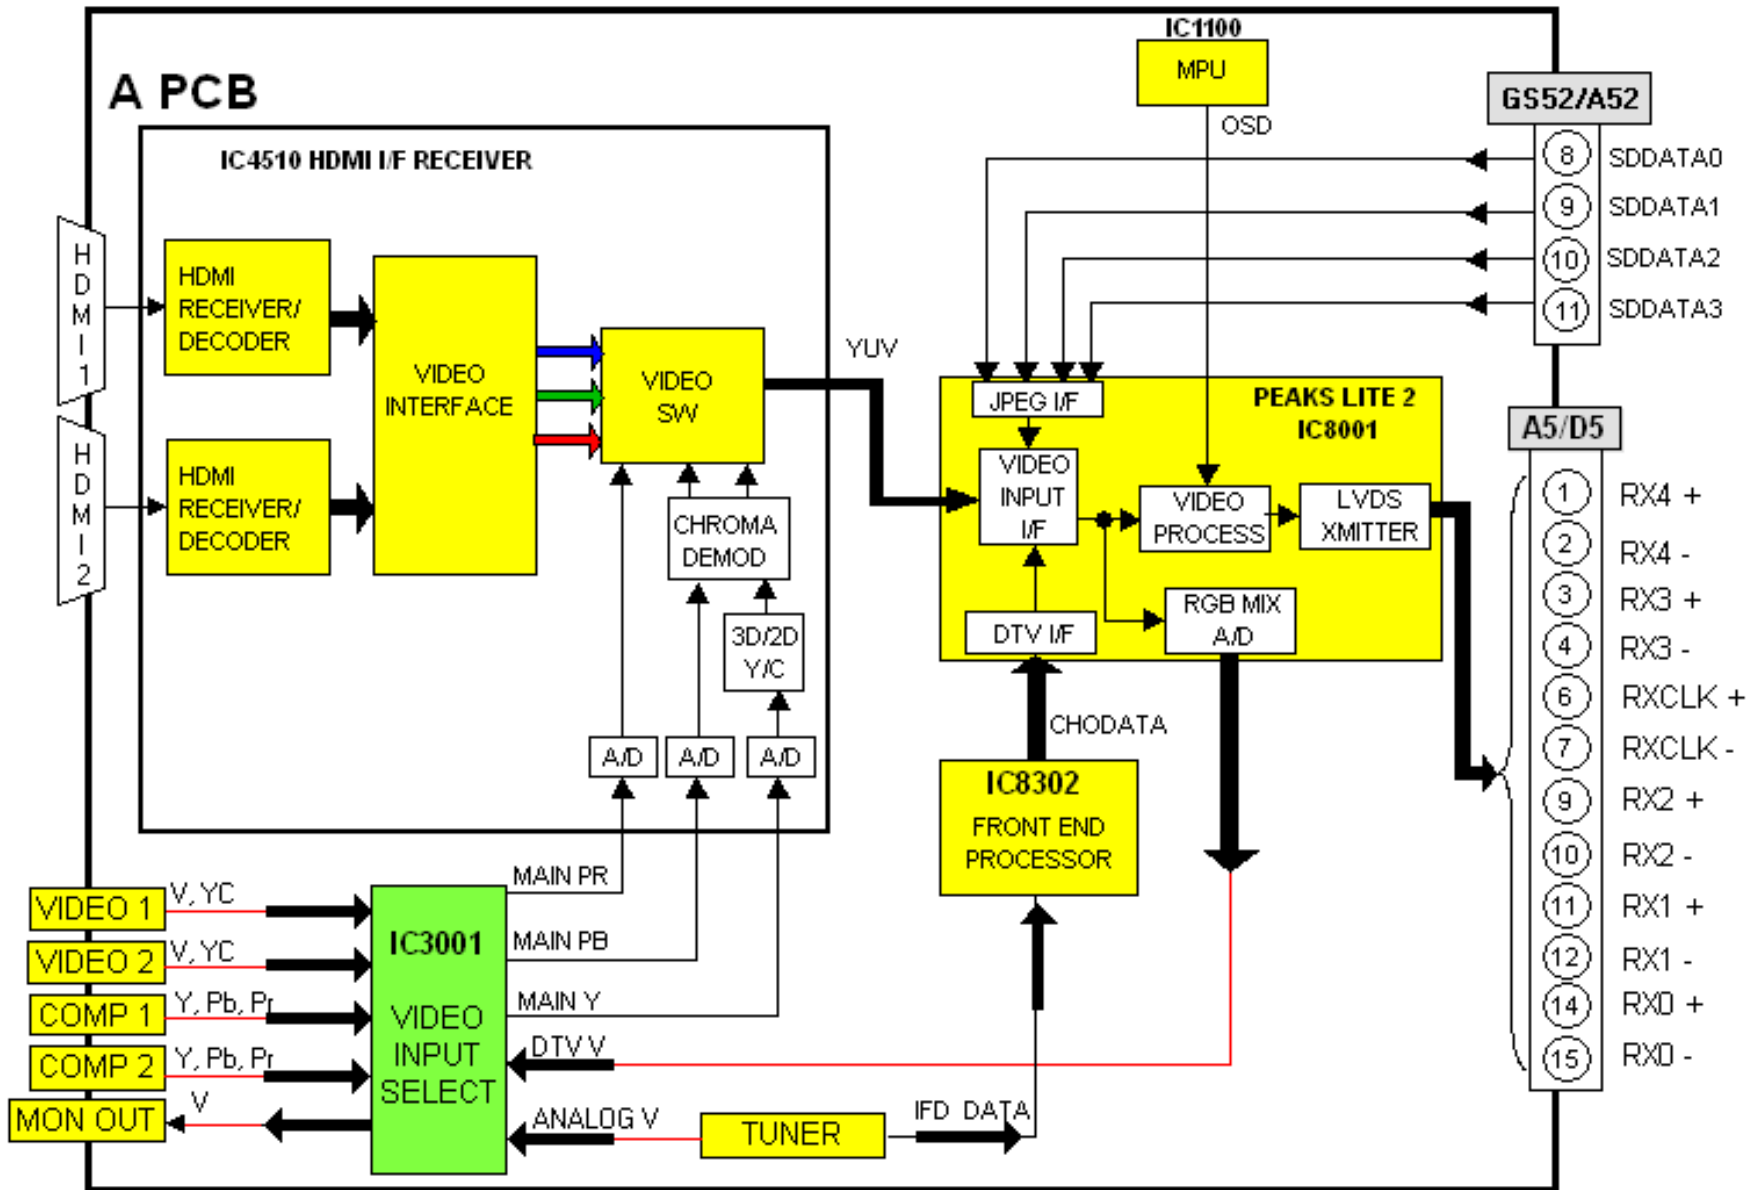 A PCB
IC1100
MPU
OSD
GS52/A52
8 SDDATA0
9 SDDATA1
10 SDDATA2
11 SDDATA3
IC4510 HDMI I/F RECEIVER
HDMI 1
HDMI
RECEIVER/
DECODER
HDMI 2
HDMI
RECEIVER/
DECODER
VIDEO
INTERFACE
VIDEO
SW
YUV
CHROMA
DEMOD
3D/2D
Y/C
A/D
A/D
A/D
PEAKS LITE 2
IC8001
JPEG I/F
VIDEO
INPUT
I/F
VIDEO
PROCESS
LVDS
XMITTER
DTV I/F
RGB MIX
A/D
CHODATA
IC8302
FRONT END
PROCESSOR
A5/D5
1 RX4 +
2 RX4 -
3 RX3 +
4 RX3 -
6 RXCLK +
7 RXCLK -
9 RX2 +
10 RX2 -
11 RX1 +
12 RX1 -
14 RX0 +
15 RX0 -
VIDEO 1
V, YC
VIDEO 2
V, YC
COMP 1
Y, Pb, Pr
COMP 2
Y, Pb, Pr
MON OUT
V
IC3001
VIDEO
INPUT
SELECT
MAIN PR
MAIN PB
MAIN Y
DTV V
ANALOG V
TUNER
IFD DATA